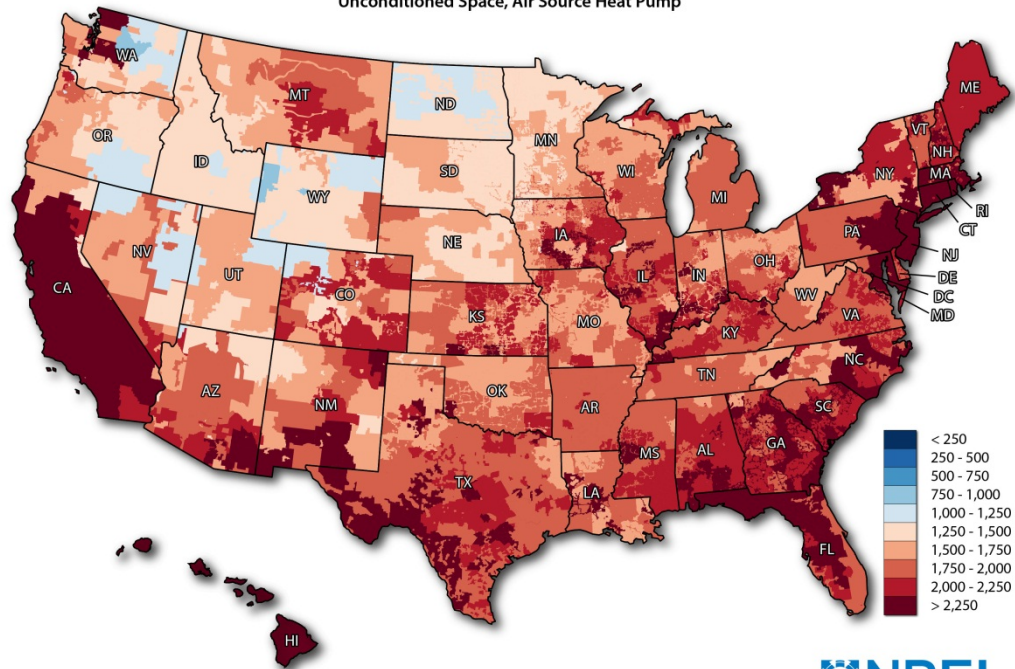 Unconditioned Space, Air Source Heat Pump
WA
MT
ND
MN
ME
VT
NH
OR
ID
WY
SD
WI
MI
NY
MA
RI
CT
NV
UT
CO
NE
IA
IL
IN
OH
PA
NJ
DE
DC
MD
CA
KS
MO
KY
WV
VA
AZ
NM
OK
AR
TN
NC
SC
TX
LA
MS
AL
GA
FL
HI
< 250
250 - 500
500 - 750
750 - 1,000
1,000 - 1,250
1,250 - 1,500
1,500 - 1,750
1,750 - 2,000
2,000 - 2,250
> 2,250
NREL